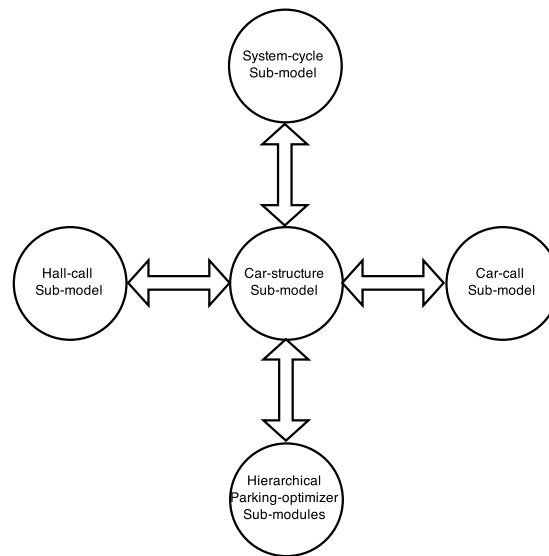 System-cycle
Sub-model
Hall-call
Sub-model
Car-structure
Sub-model
Car-call
Sub-model
Hierarchical
Parking-optimizer
Sub-modules